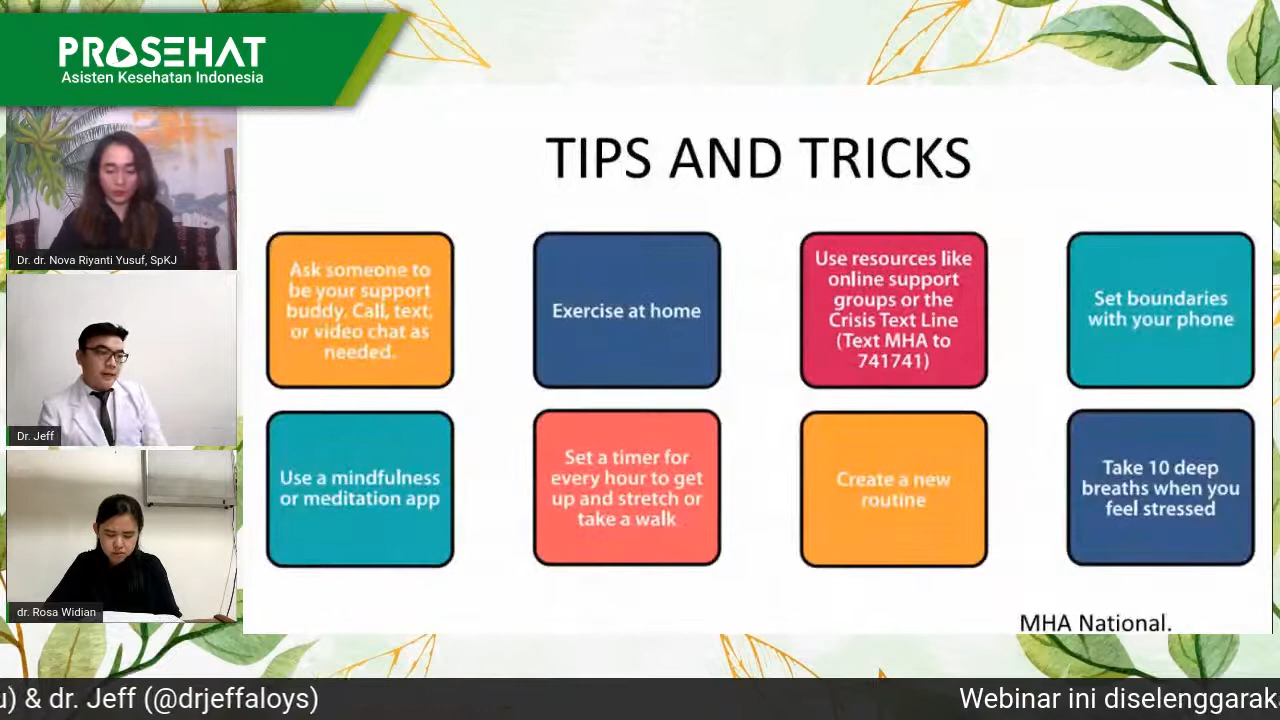 PROSEHAT
Asisten Kesehatan Indonesia
Dr. dr. Nova Riyanti Yusuf, SpKJ
Dr. Jeff
dr. Rosa Widian
TIPS AND TRICKS
Ask someone to
be your support
buddy. Call, text,
or video chat as
needed.
Exercise at home
Use resources like
online support
groups or the
Crisis Text Line
(Text MHA to
741741)
Set boundaries
with your phone
Use a mindfulness
or meditation app
Set a timer for
every hour to get
up and stretch or
take a walk
Create a new
routine
Take 10 deep
breaths when you
feel stressed
MHA National.
) & dr. Jeff (@drjeffaloys)
Webinar ini